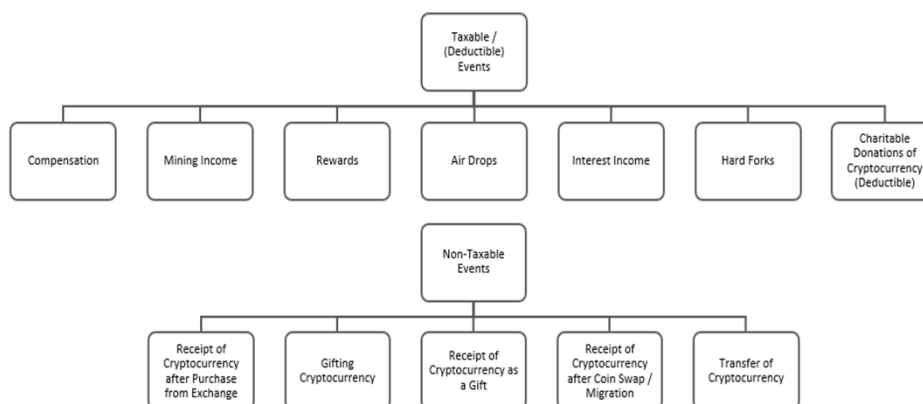 Taxable /
(Deductible)
Events
Compensation
Mining Income
Rewards
Air Drops
Interest Income
Hard Forks
Charitable
Donations of
Cryptocurrency
(Deductible)
Non-Taxable
Events
Receipt of
Cryptocurrency
after Purchase
from Exchange
Gifting
Cryptocurrency
Receipt of
Cryptocurrency as
a Gift
Receipt of
Cryptocurrency
after Coin Swap /
Migration
Transfer of
Cryptocurrency